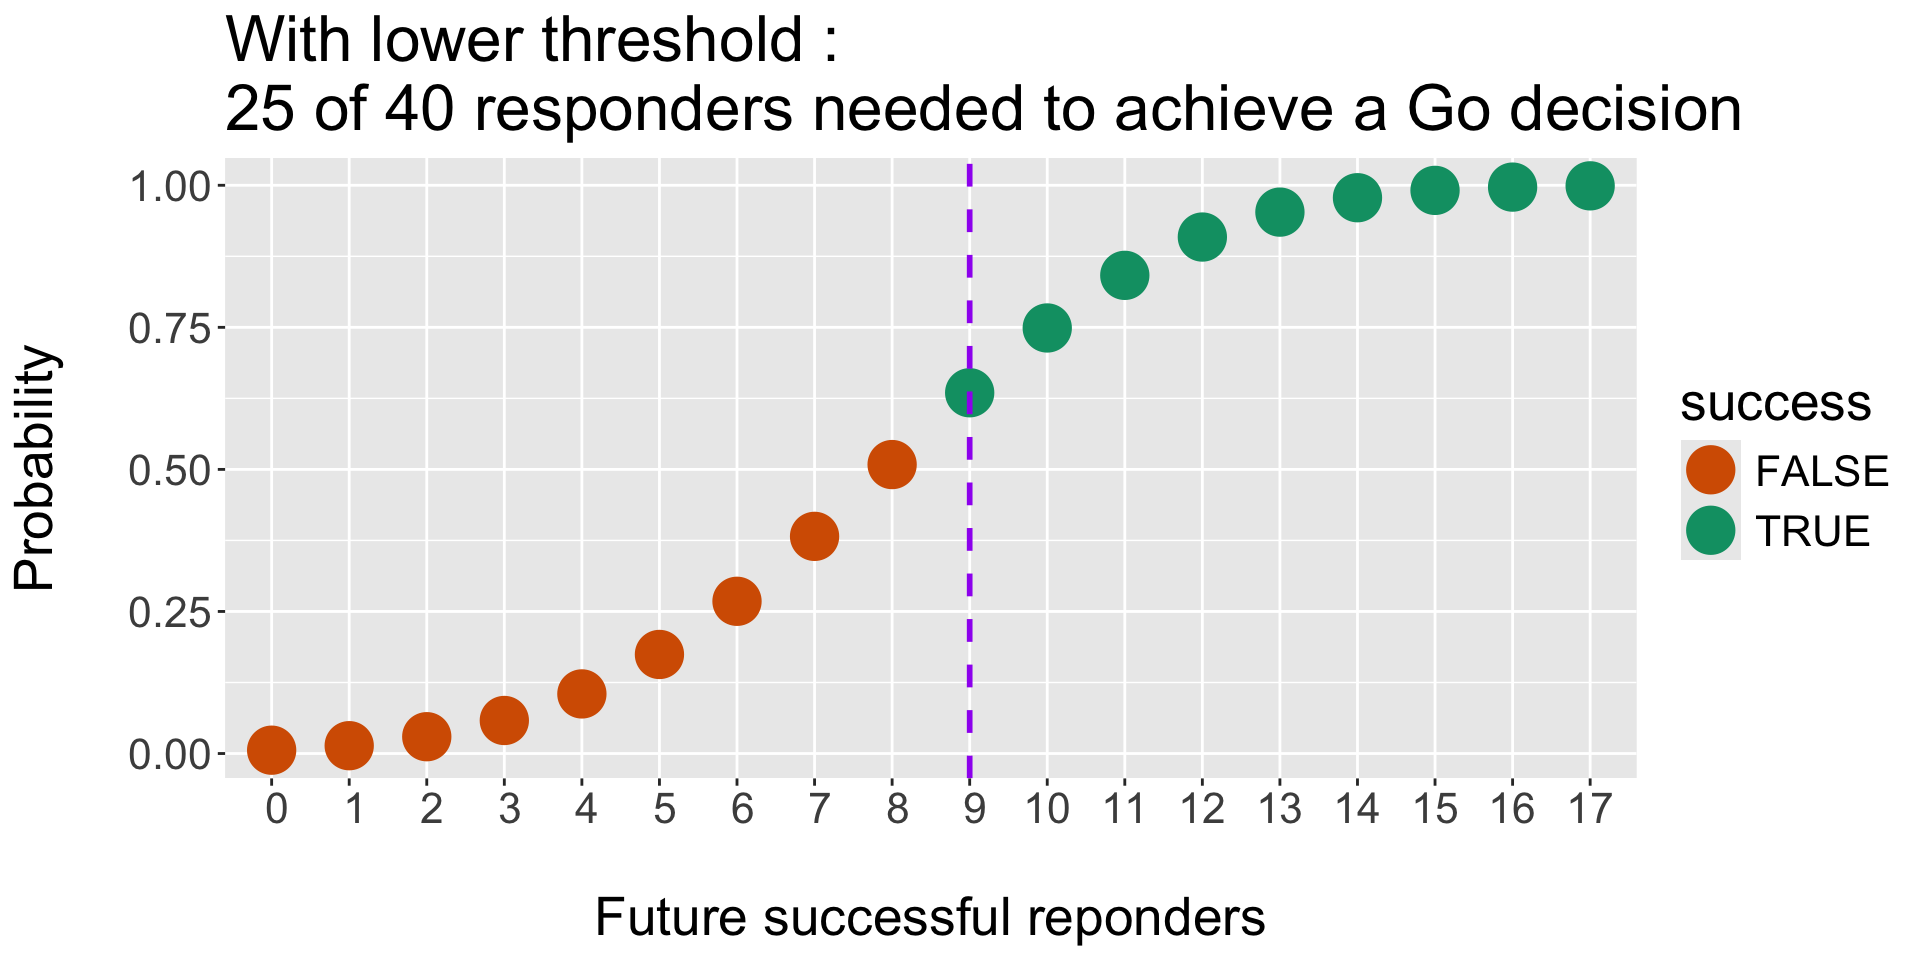 With lower threshold :
25 of 40 responders needed to achieve a Go decision
Probability
1.00
0.75
0.50
0.25
0.00
0 1 2 3 4 5 6 7 8 9 10 11 12 13 14 15 16 17
Future successful reponders
success
FALSE
TRUE